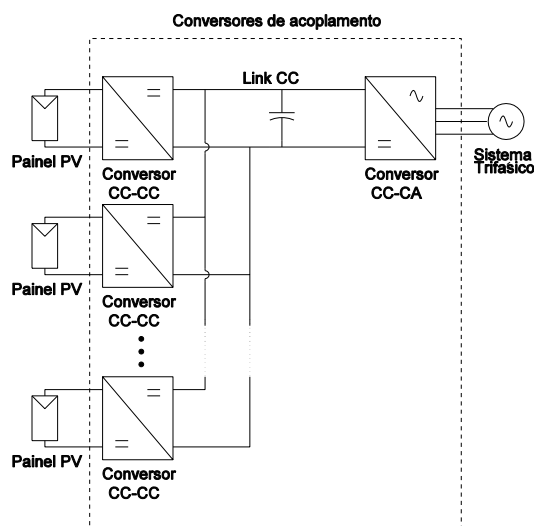 Conversores de acoplamento
Link CC
Painel PV
Conversor
CC-CC
Conversor
CC-CA
Sistema
Trifasico
Painel PV
Conversor
CC-CC
Painel PV
Conversor
CC-CC